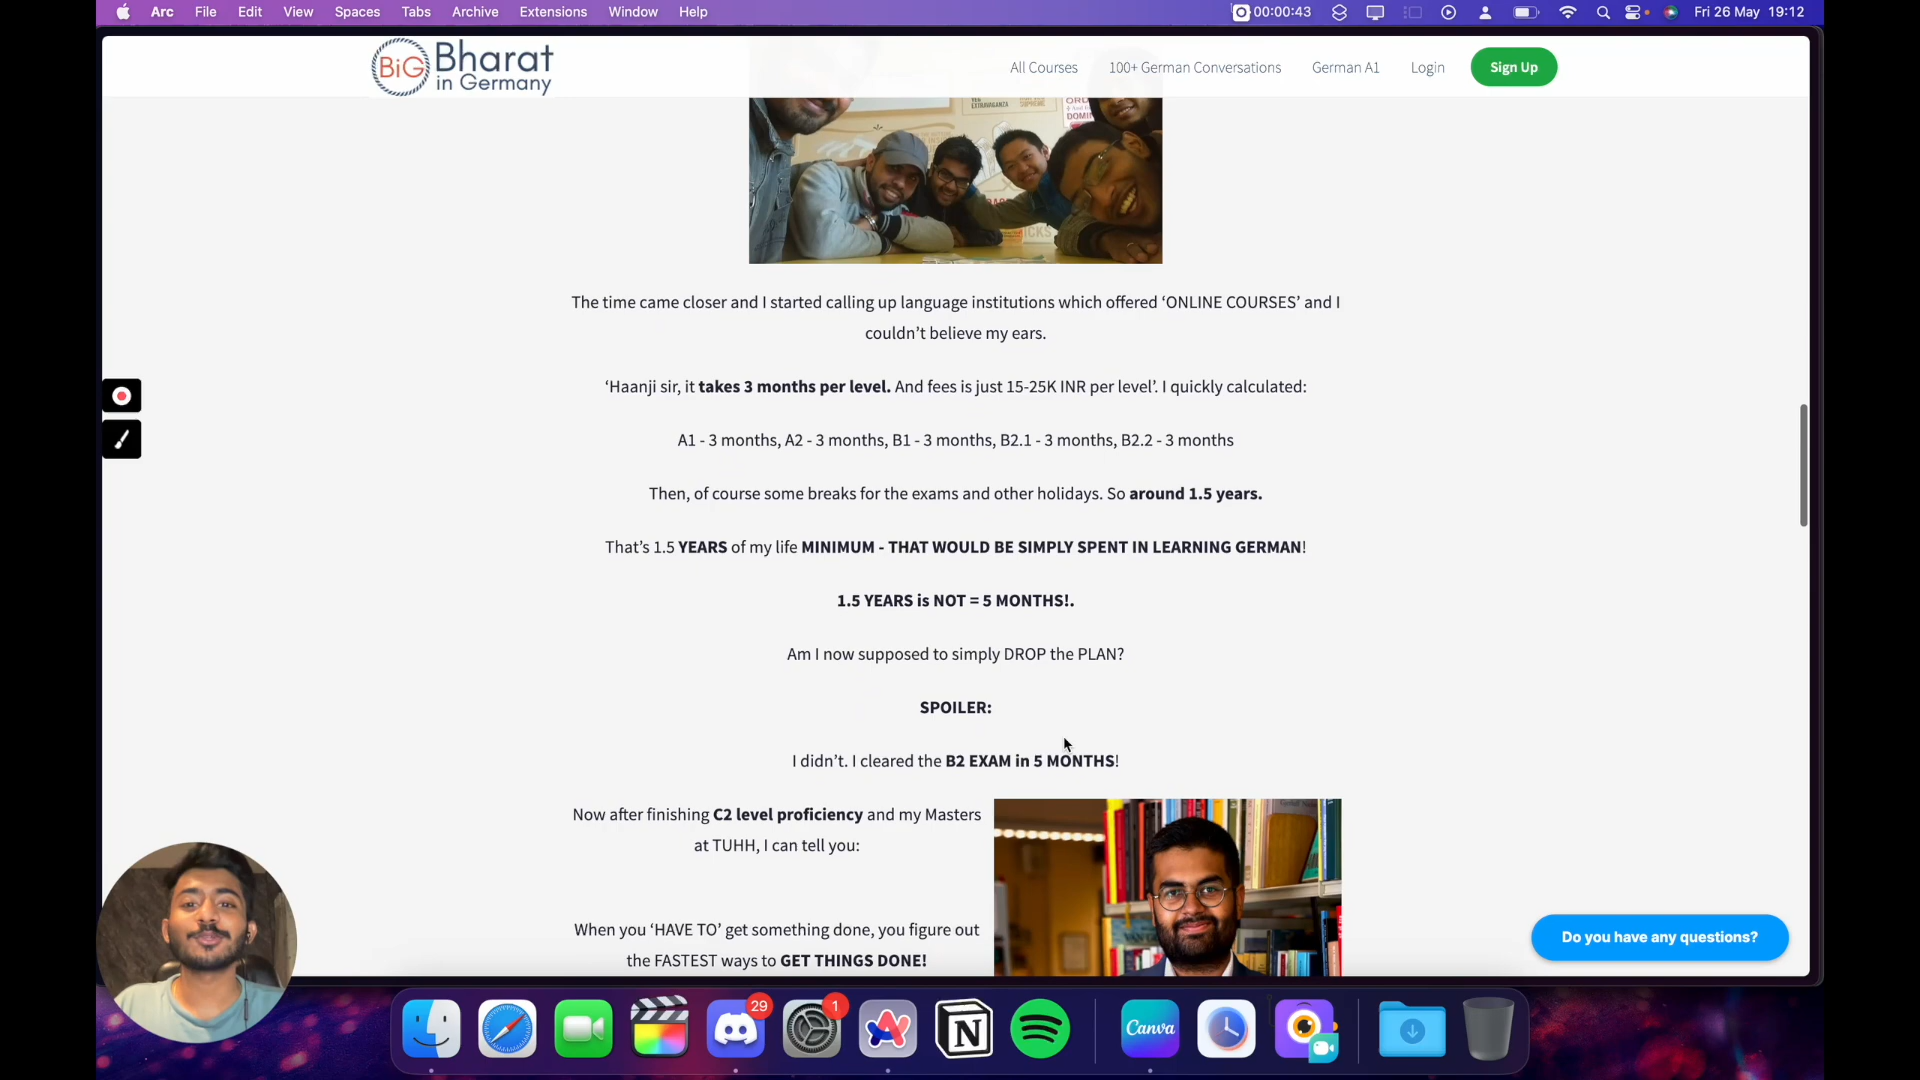 Arc File Edit View Spaces Tabs Archive Extensions Window Help 00:00:43 Fri 26 May 19:12
BiG Bharat in Germany
All Courses 100+ German Conversations German A1 Login Sign Up
The time came closer and I started calling up language institutions which offered ‘ONLINE COURSES’ and I
couldn’t believe my ears.
‘Haanji sir, it takes 3 months per level. And fees is just 15-25K INR per level’. I quickly calculated:
A1 - 3 months, A2 - 3 months, B1 - 3 months, B2.1 - 3 months, B2.2 - 3 months
Then, of course some breaks for the exams and other holidays. So around 1.5 years.
That’s 1.5 YEARS of my life MINIMUM - THAT WOULD BE SIMPLY SPENT IN LEARNING GERMAN!
1.5 YEARS is NOT = 5 MONTHS!.
Am I now supposed to simply DROP the PLAN?
SPOILER:
I didn’t. I cleared the B2 EXAM in 5 MONTHS!
Now after finishing C2 level proficiency and my Masters
at TUHH, I can tell you:
When you ‘HAVE TO’ get something done, you figure out
the FASTEST ways to GET THINGS DONE!
Do you have any questions?
29
1
Canva